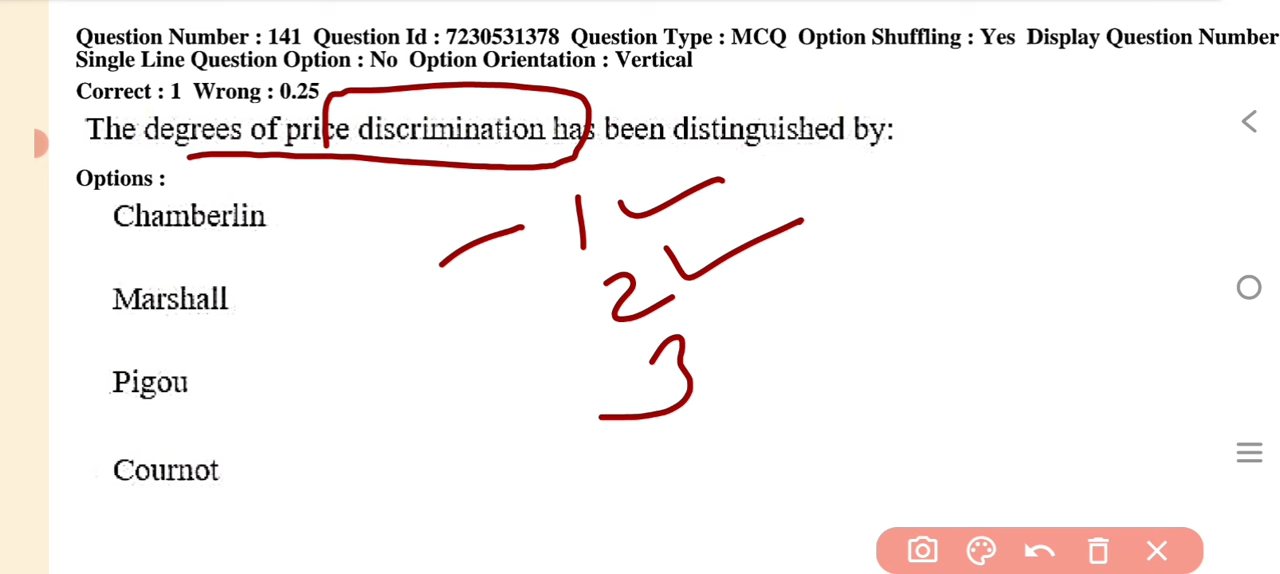 Question Number : 141 Question Id : 7230531378 Question Type : MCQ Option Shuffling : Yes Display Question Number
Single Line Question Option : No Option Orientation : Vertical
Correct : 1 Wrong : 0.25
The degrees of price discrimination has been distinguished by:
Options :
Chamberlin
1
Marshall
2
Pigou
3
Cournot